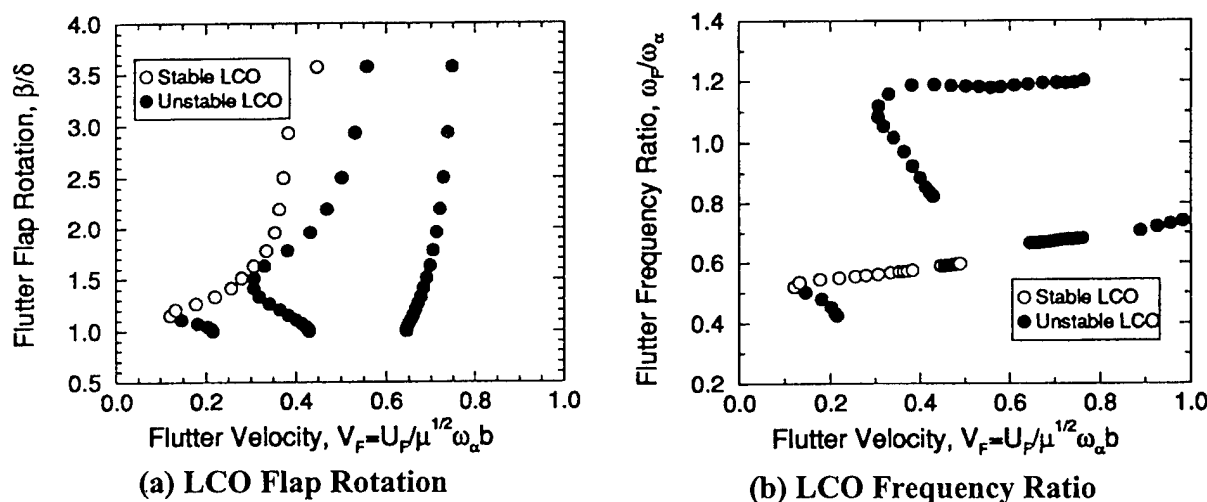 Flutter Flap Rotation, β/δ
4.0
3.5
3.0
2.5
2.0
1.5
1.0
0.5
Stable LCO
Unstable LCO
0.0 0.2 0.4 0.6 0.8 1.0
Flutter Velocity, V_F=U_F/μ^1/2 ω_α b
(a) LCO Flap Rotation
Flutter Frequency Ratio, ω_F/ω_α
1.4
1.2
1.0
0.8
0.6
0.4
0.2
Stable LCO
Unstable LCO
0.0 0.2 0.4 0.6 0.8 1.0
Flutter Velocity, V_F=U_F/μ^1/2 ω_α b
(b) LCO Frequency Ratio